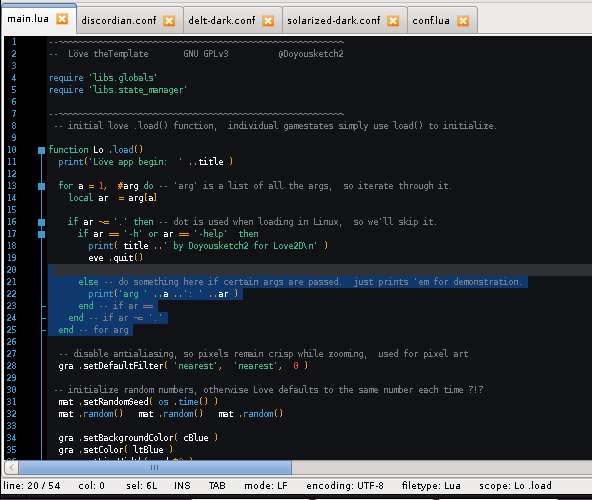 main.lua discordian.conf delt-dark.conf solarized-dark.conf conf.lua
1 --~~~~~~~~~~~~~~~~~~~~~~~~~~~~~~~~~~~~~~~~~~~~~~~~~~~~~~~~~
2 --  Löve theTemplate       GNU GPLv3          @Doyousketch2
3
4 require 'libs.globals'
5 require 'libs.state_manager'
6
7 --~~~~~~~~~~~~~~~~~~~~~~~~~~~~~~~~~~~~~~~~~~~~~~~~~~~~~~~~~
8 -- initial love .load() function,  individual gamestates simply use load() to initialize.
9
10 function Lo .load()
11   print('Löve app begin:  ' ..title )
12
13   for a = 1,  #arg do -- 'arg' is a list of all the args,  so iterate through it.
14     local ar  = arg[a]
15
16     if ar ~= '.' then -- dot is used when loading in Linux,  so we'll skip it.
17       if ar == '-h' or ar == '-help'  then
18         print( title ..' by Doyousketch2 for Love2D\n' )
19         eve .quit()
20
21       else -- do something here if certain args are passed.  just prints 'em for demonstration.
22         print('arg ' ..a ..': ' ..ar )
23       end -- if ar ==
24     end -- if ar ~= '.'
25   end -- for arg
26
27   -- disable antialiasing, so pixels remain crisp while zooming,  used for pixel art
28   gra .setDefaultFilter( 'nearest',  'nearest',  0 )
29
30  -- initialize random numbers, otherwise Love defaults to the same number each time ?!?
31   mat .setRandomSeed( os .time() )
32   mat .random()   mat .random()   mat .random()
33
34   gra .setBackgroundColor( cBlue )
35   gra .setColor( ltBlue )
line: 20 / 54 col: 0 sel: 6L INS TAB mode: LF encoding: UTF-8 filetype: Lua scope: Lo .load